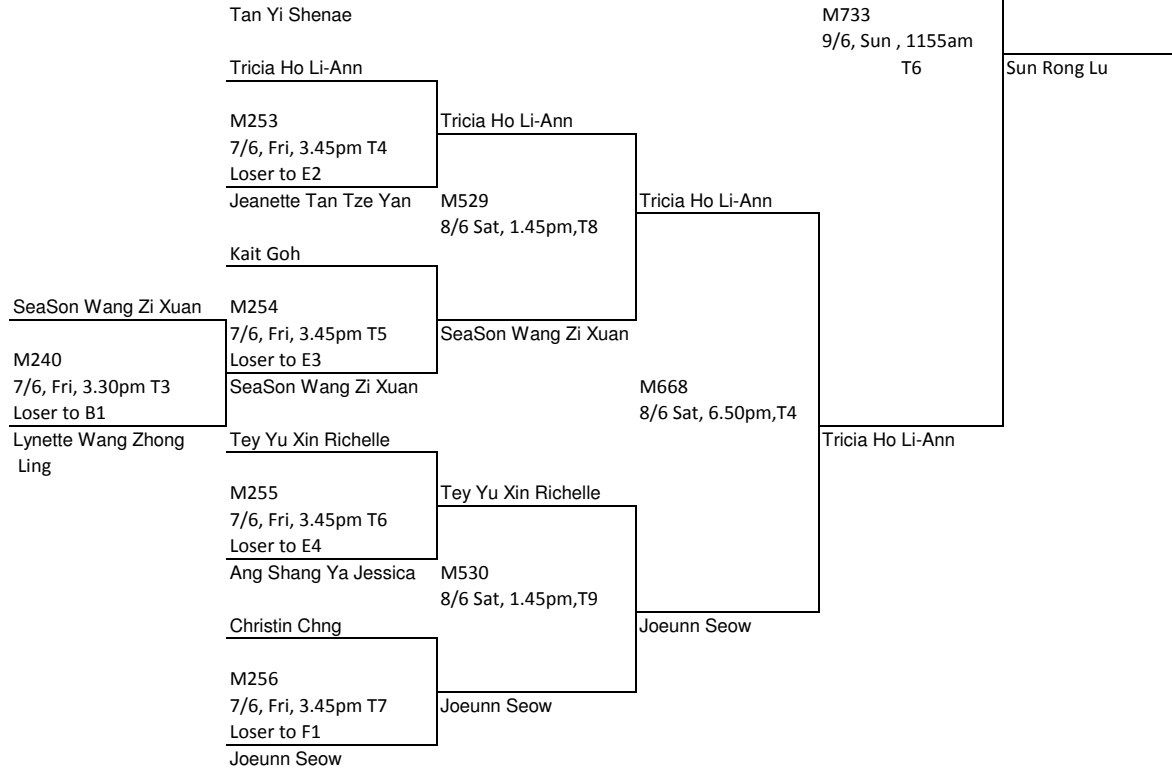 Tan Yi Shenae
M733
9/6, Sun , 1155am
T6
Sun Rong Lu
Tricia Ho Li-Ann
M253
7/6, Fri, 3.45pm T4
Loser to E2
Tricia Ho Li-Ann
Jeanette Tan Tze Yan
M529
8/6 Sat, 1.45pm,T8
Tricia Ho Li-Ann
Kait Goh
SeaSon Wang Zi Xuan
M254
7/6, Fri, 3.45pm T5
Loser to E3
SeaSon Wang Zi Xuan
M240
7/6, Fri, 3.30pm T3
Loser to B1
SeaSon Wang Zi Xuan
M668
8/6 Sat, 6.50pm,T4
Lynette Wang Zhong
Ling
Tey Yu Xin Richelle
Tricia Ho Li-Ann
M255
7/6, Fri, 3.45pm T6
Loser to E4
Tey Yu Xin Richelle
Ang Shang Ya Jessica
M530
8/6 Sat, 1.45pm,T9
Christin Chng
Joeunn Seow
M256
7/6, Fri, 3.45pm T7
Loser to F1
Joeunn Seow
Joeunn Seow